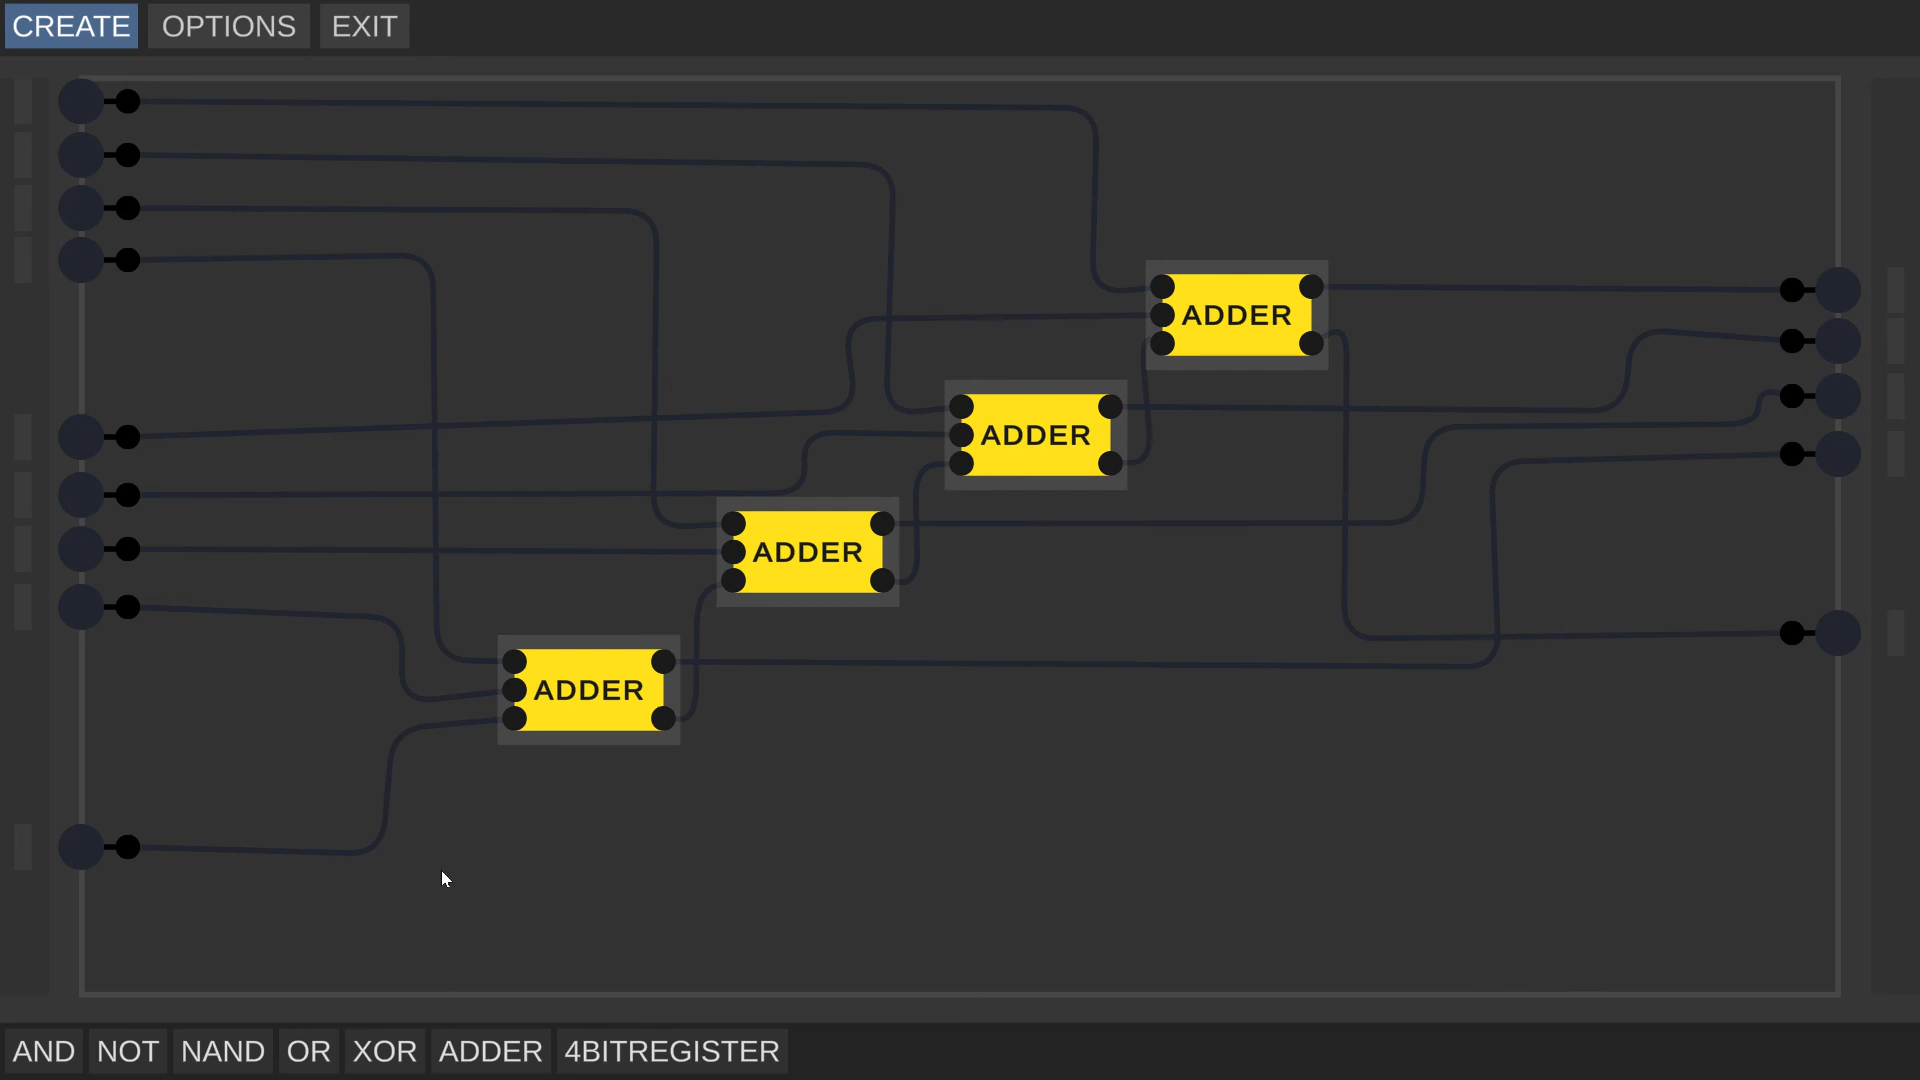 CREATE OPTIONS EXIT
ADDER
ADDER
ADDER
ADDER
AND NOT NAND OR XOR ADDER 4BITREGISTER